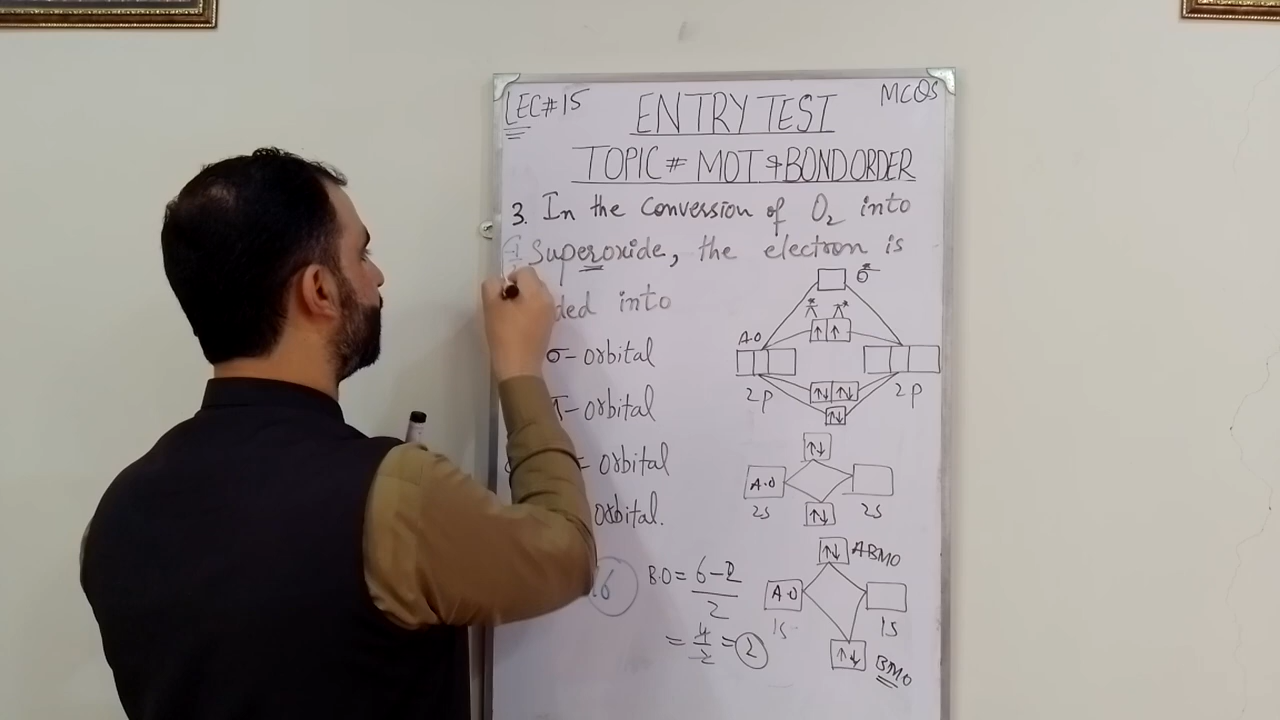 LEC#15
ENTRY TEST
MCQS
TOPIC # MOT & BOND ORDER
3. In the Conversion of O₂ into
Superoxide, the electron is
ded into
σ- orbital
π- orbital
orbital
orbital.
σ*
π* π*
A.O
2p 2p
A.O
2s 2s
ABMO
A.O
1s 1s
BMO
16
B.O = 6-2
2
= 4/2 = 2